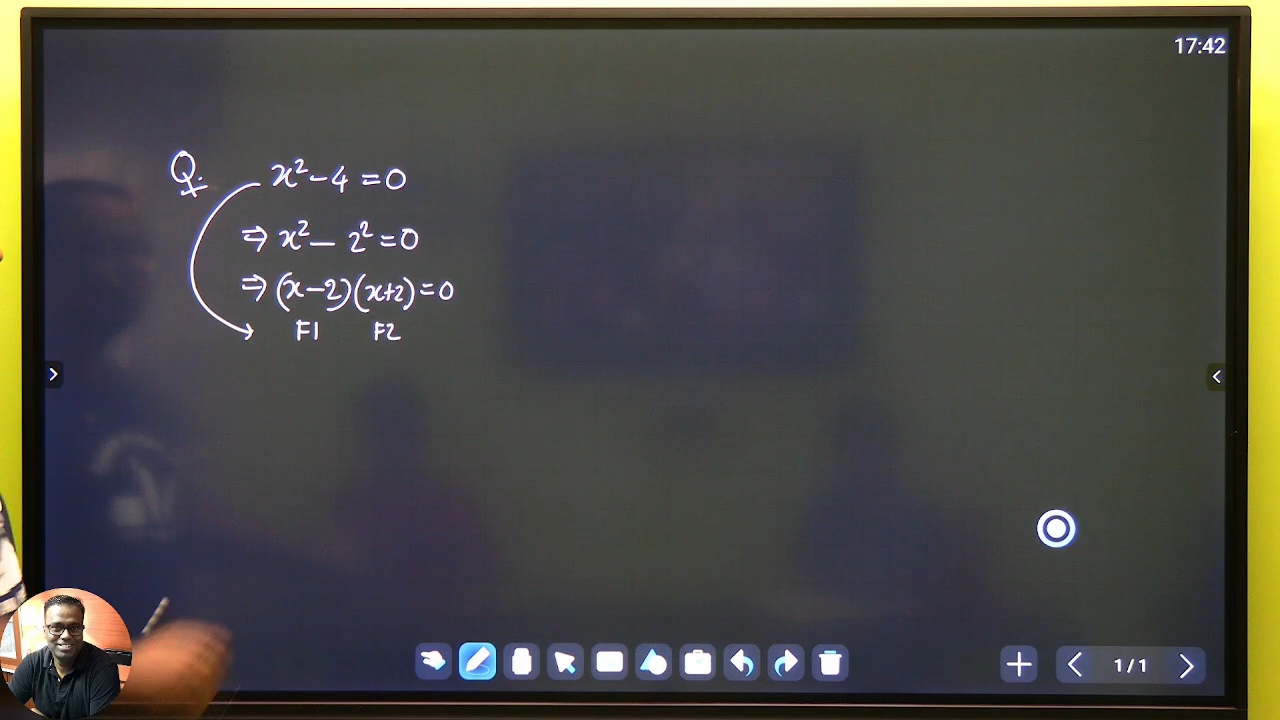 17:42
Q. x² - 4 = 0
⇒ x² - 2² = 0
⇒ (x-2)(x+2) = 0
F1 F2
1/1